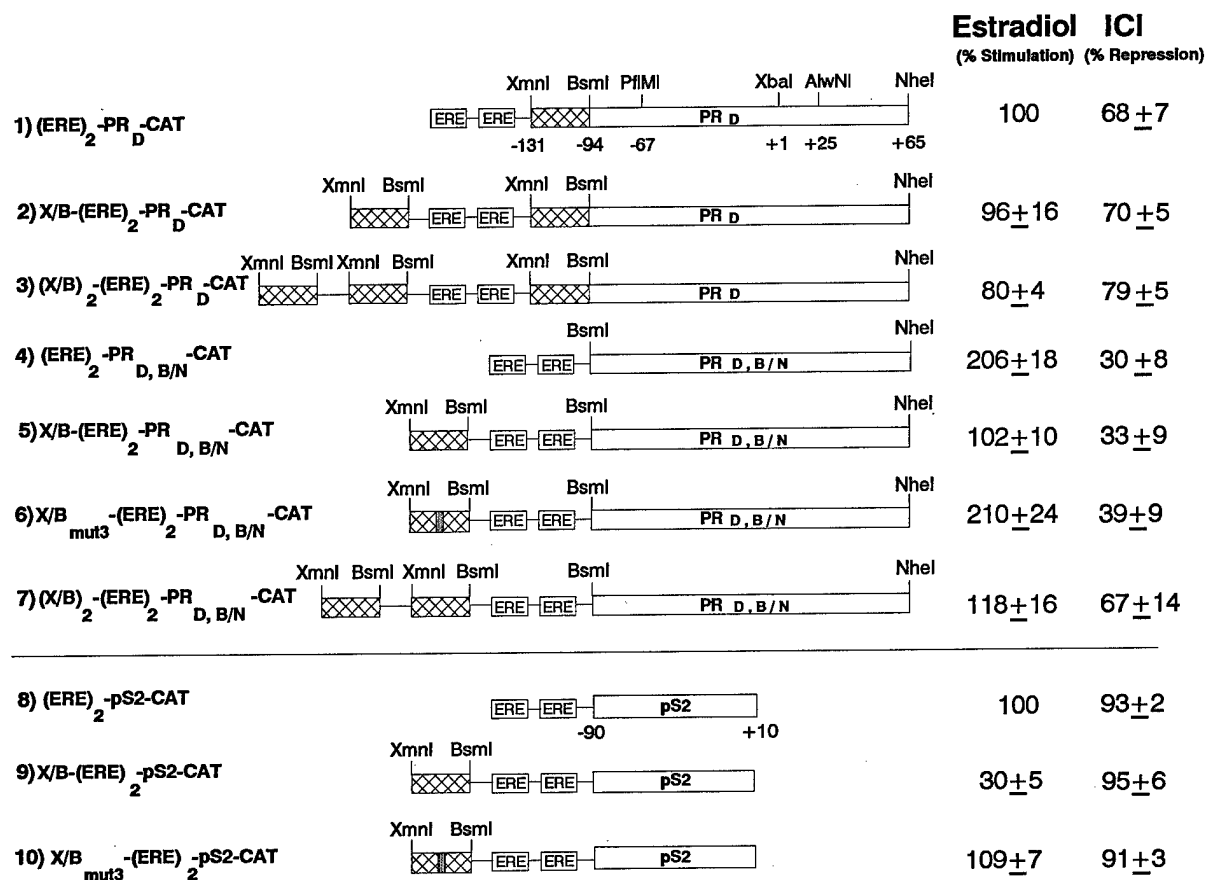 Estradiol ICI
(% Stimulation) (% Repression)
XmnI BsmI PflMI XbaI AlwNI NheI
1) (ERE)2-PRD-CAT ERE ERE PR D 100 68±7
-131 -94 -67 +1 +25 +65
XmnI BsmI XmnI BsmI NheI
2) X/B-(ERE)2-PRD-CAT ERE ERE PR D 96±16 70±5
XmnI BsmI XmnI BsmI XmnI BsmI NheI
3) (X/B)2-(ERE)2-PRD-CAT ERE ERE PR D 80±4 79±5
BsmI NheI
4) (ERE)2-PRD, B/N-CAT ERE ERE PR D, B/N 206±18 30±8
XmnI BsmI BsmI NheI
5) X/B-(ERE)2-PRD, B/N-CAT ERE ERE PR D, B/N 102±10 33±9
XmnI BsmI BsmI NheI
6) X/Bmut3-(ERE)2-PRD, B/N-CAT ERE ERE PR D, B/N 210±24 39±9
XmnI BsmI XmnI BsmI BsmI NheI
7) (X/B)2-(ERE)2-PRD, B/N-CAT ERE ERE PR D, B/N 118±16 67±14
8) (ERE)2-pS2-CAT ERE ERE pS2 100 93±2
-90 +10
XmnI BsmI
9) X/B-(ERE)2-pS2-CAT ERE ERE pS2 30±5 95±6
XmnI BsmI
10) X/Bmut3-(ERE)2-pS2-CAT ERE ERE pS2 109±7 91±3